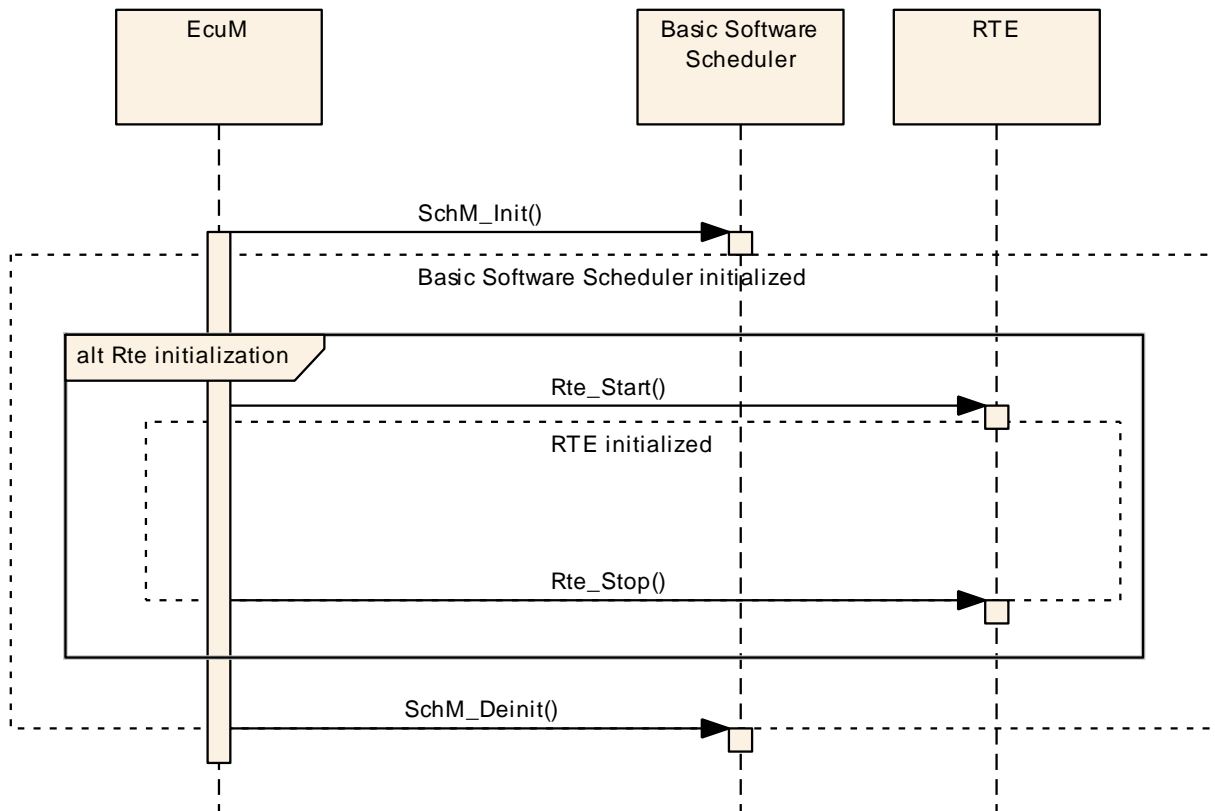 EcuM
Basic Software
Scheduler
RTE
SchM_Init()
Basic Software Scheduler initialized
alt Rte initialization
Rte_Start()
RTE initialized
Rte_Stop()
SchM_Deinit()